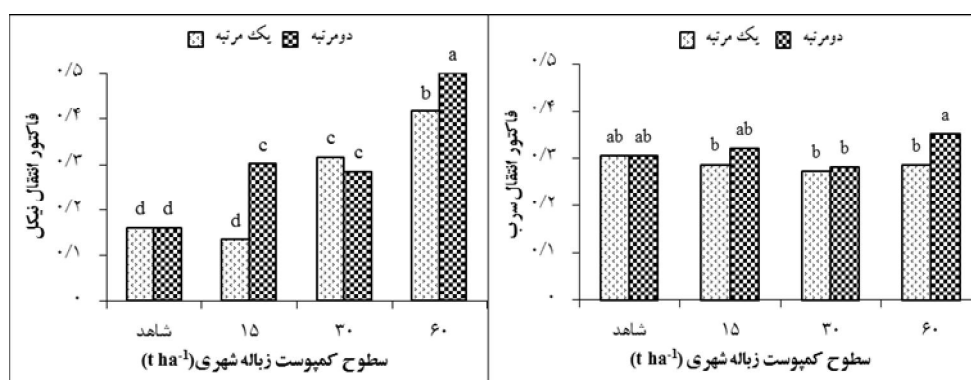 یک مرتبه دومرتبه
۰/۵
۰/۴
۰/۳
۰/۲
۰/۱
۰
فاکتور انتقال نیکل
d d d c c c b a
شاهد ۱۵ ۳۰ ۶۰
سطوح کمپوست زباله شهری (t ha-1)
یک مرتبه دومرتبه
۰/۵
۰/۴
۰/۳
۰/۲
۰/۱
۰
فاکتور انتقال سرب
ab ab b ab b b b a
شاهد ۱۵ ۳۰ ۶۰
سطوح کمپوست زباله شهری (t ha-1)